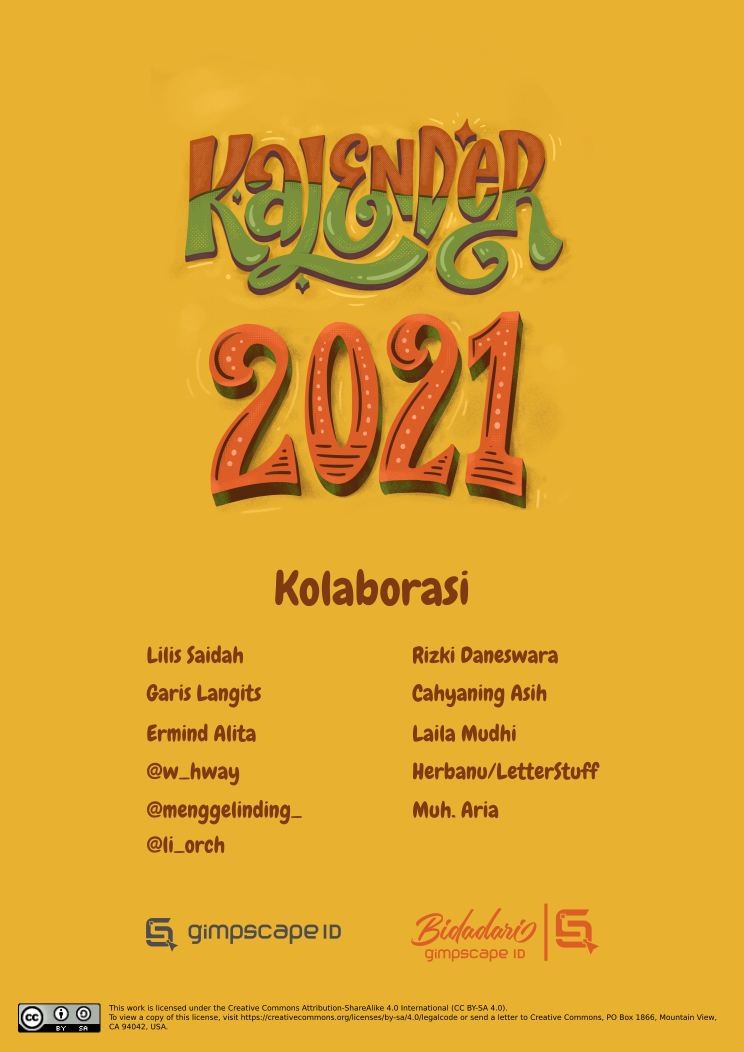 KALENDER
2021
Kolaborasi
Lilis Saidah
Garis Langits
Ermind Alita
@w_hway
@menggelinding_
@li_orch
Rizki Daneswara
Cahyaning Asih
Laila Mudhi
Herbanu/LetterStuff
Muh. Aria
gimpscape ID
Bidadari
gimpscape ID
cc
BY SA
This work is licensed under the Creative Commons Attribution-ShareAlike 4.0 International (CC BY-SA 4.0).
To view a copy of this license, visit https://creativecommons.org/licenses/by-sa/4.0/legalcode or send a letter to Creative Commons, PO Box 1866, Mountain View,
CA 94042, USA.